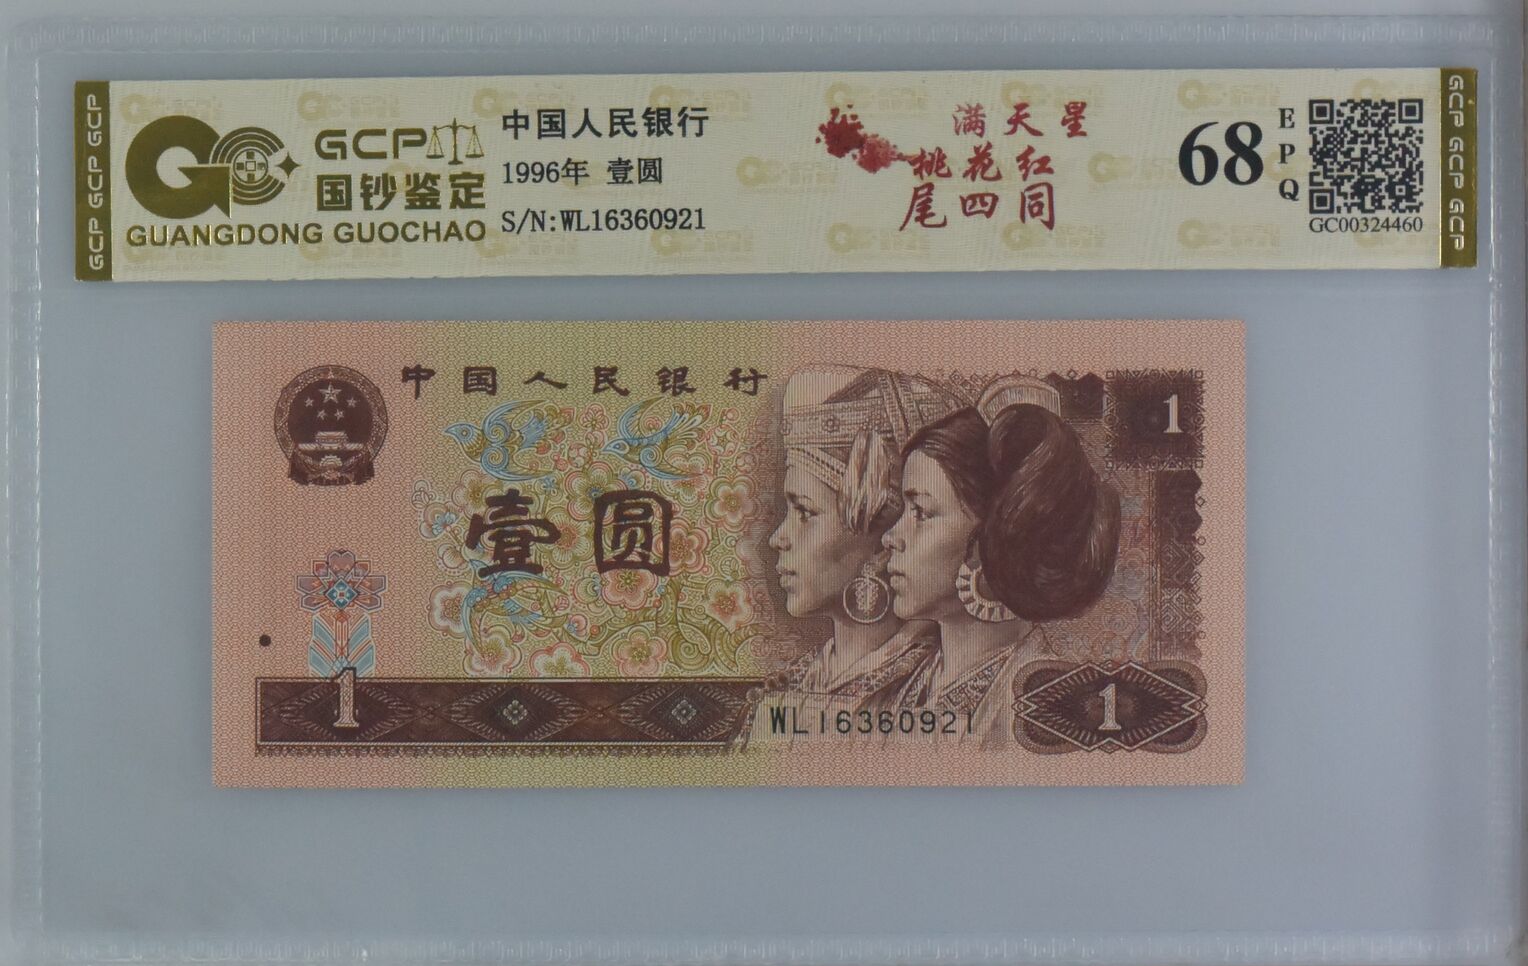 GCP GCP GCP
GCP
国钞鉴定
GUANGDONG GUOCHAO
中国人民银行
1996年 壹圆
S/N:WL16360921
满天星
桃花红
尾四同
68
EPQ
GC00324460
GCP GCP GCP
中国人民银行
1
壹圆
1
WL16360921
1